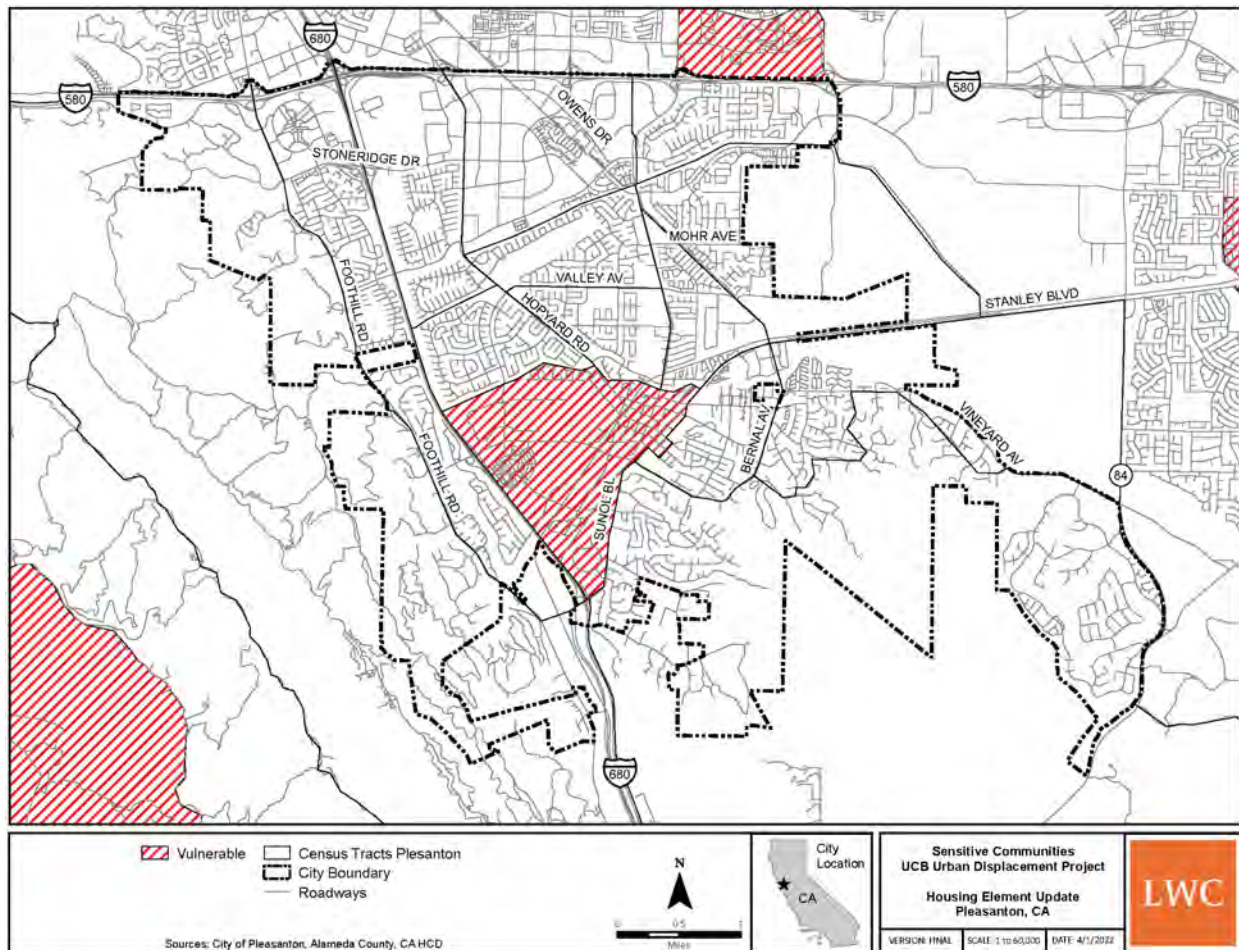 680
580
580
OWENS DR
STONERIDGE DR
MOHR AVE
VALLEY AV
FOOTHILL RD
HOPYARD RD
STANLEY BLVD
VINEYARD AV
BERNAL AV
FOOTHILL RD
SUNOL BL
84
680
Vulnerable
Census Tracts Plesanton
City Boundary
Roadways
Sources: City of Pleasanton, Alameda County, CA HCD
N
0 0.5 1
Miles
City
Location
CA
Sensitive Communities
UCB Urban Displacement Project
Housing Element Update
Pleasanton, CA
VERSION: FINAL
SCALE: 1 to 60,000
DATE: 4/1/2022
LWC